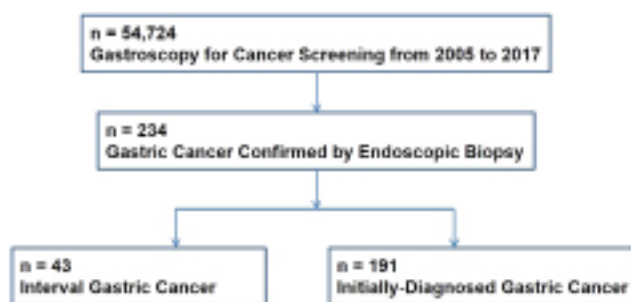 n = 54,724
Gastroscopy for Cancer Screening from 2005 to 2017
n = 234
Gastric Cancer Confirmed by Endoscopic Biopsy
n = 43
Interval Gastric Cancer
n = 191
Initially-Diagnosed Gastric Cancer